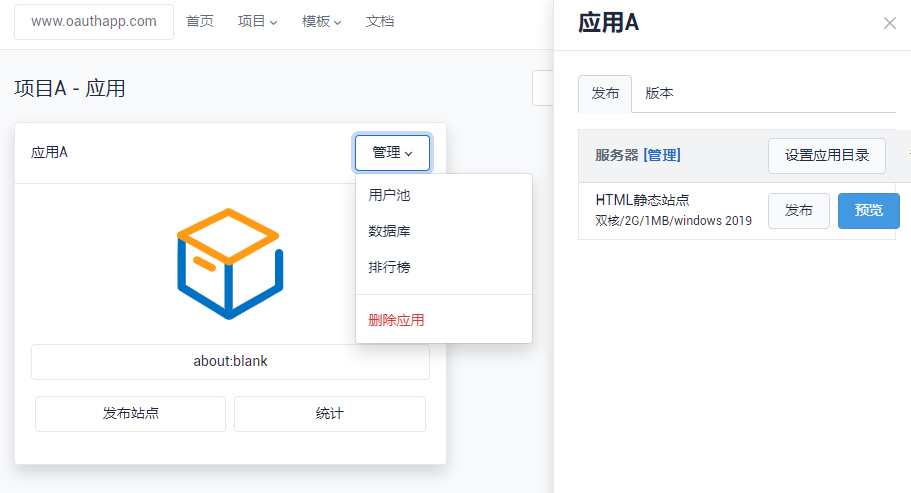 www.oauthapp.com 首页 项目 模板 文档
项目A - 应用
应用A 管理
用户池
数据库
排行榜
删除应用
about:blank
发布站点 统计
应用A
发布 版本
服务器 [管理] 设置应用目录
HTML静态站点
双核/2G/1MB/windows 2019
发布 预览